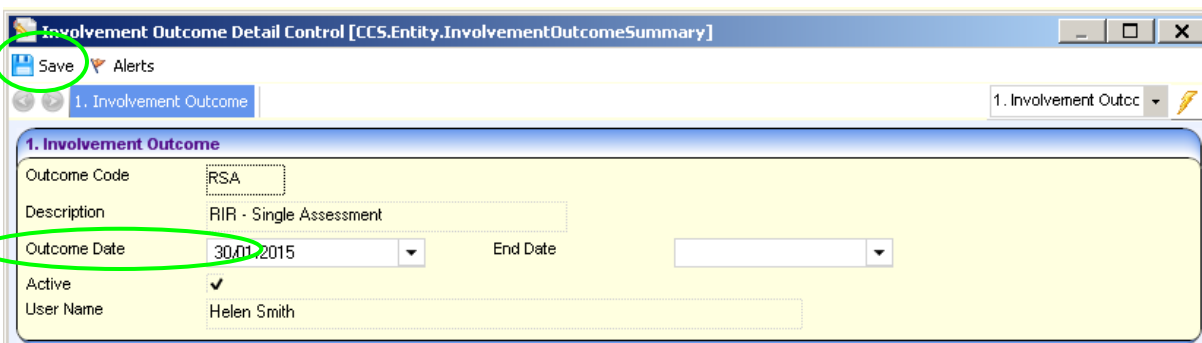 Involvement Outcome Detail Control [CCS.Entity.InvolvementOutcomeSummary]
Save Alerts
1. Involvement Outcome 1. Involvement Outcc
1. Involvement Outcome
Outcome Code RSA
Description RIR - Single Assessment
Outcome Date 30/01/2015 End Date
Active
User Name Helen Smith